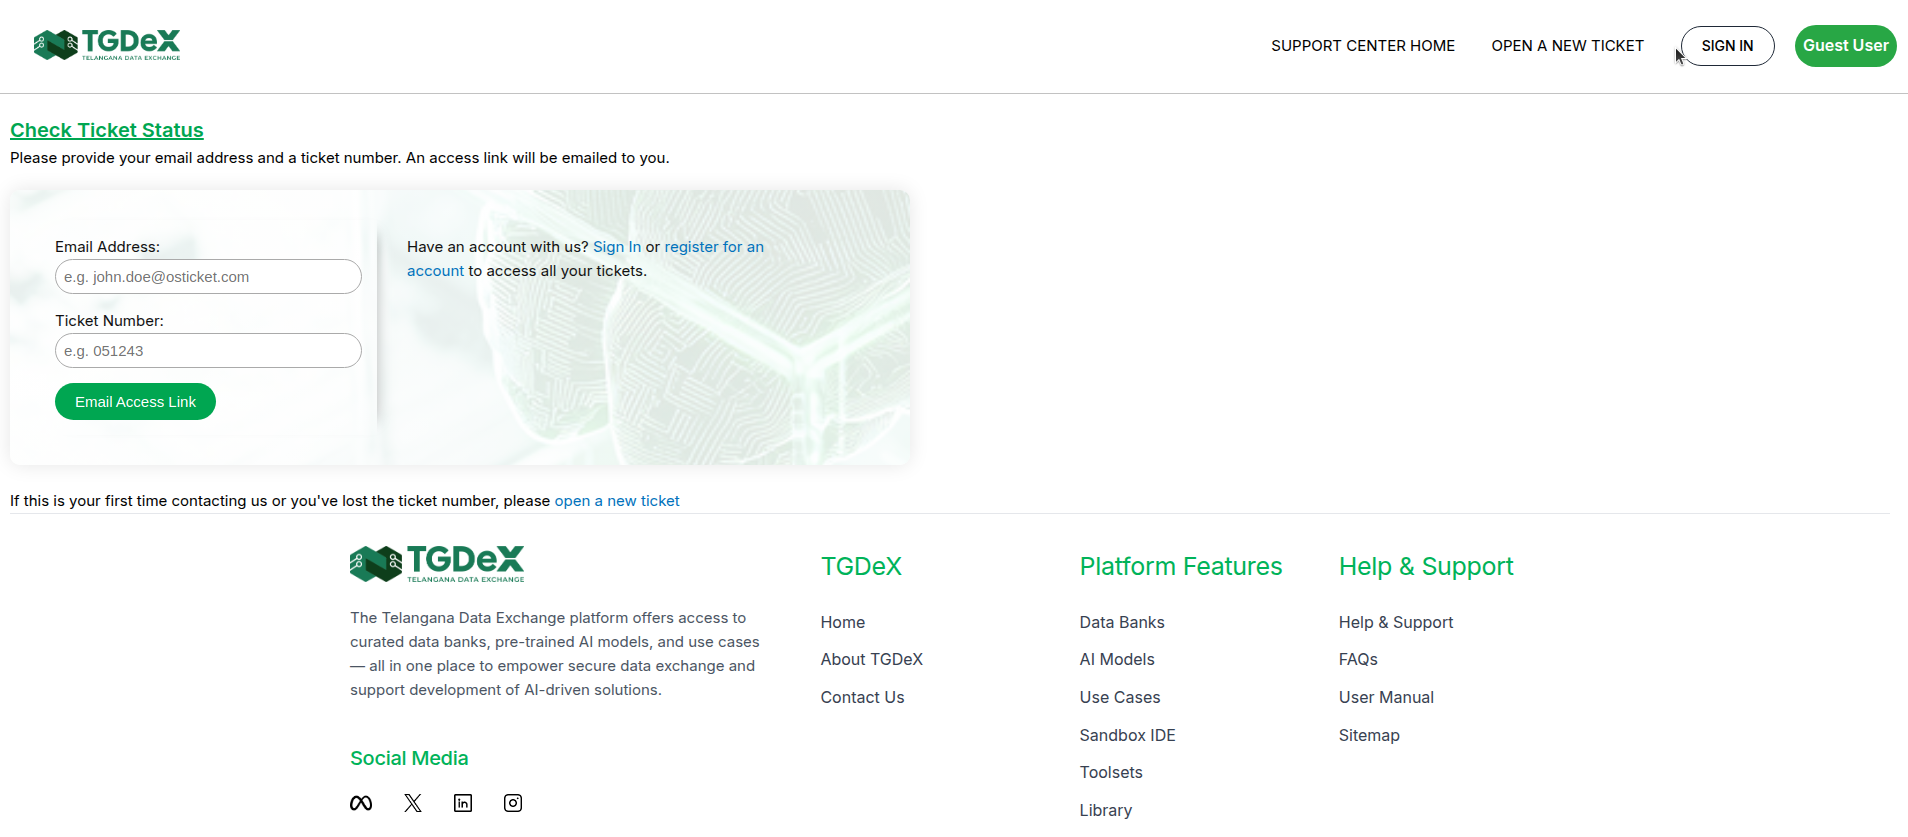 TGDeX
TELANGANA DATA EXCHANGE
SUPPORT CENTER HOME
OPEN A NEW TICKET
SIGN IN
Guest User
Check Ticket Status
Please provide your email address and a ticket number. An access link will be emailed to you.
Email Address:
e.g. john.doe@osticket.com
Ticket Number:
e.g. 051243
Email Access Link
Have an account with us? Sign In or register for an
account to access all your tickets.
If this is your first time contacting us or you've lost the ticket number, please open a new ticket
TGDeX
TELANGANA DATA EXCHANGE
The Telangana Data Exchange platform offers access to
curated data banks, pre-trained AI models, and use cases
— all in one place to empower secure data exchange and
support development of AI-driven solutions.
Social Media
TGDeX
Home
About TGDeX
Contact Us
Platform Features
Data Banks
AI Models
Use Cases
Sandbox IDE
Toolsets
Library
Help & Support
Help & Support
FAQs
User Manual
Sitemap